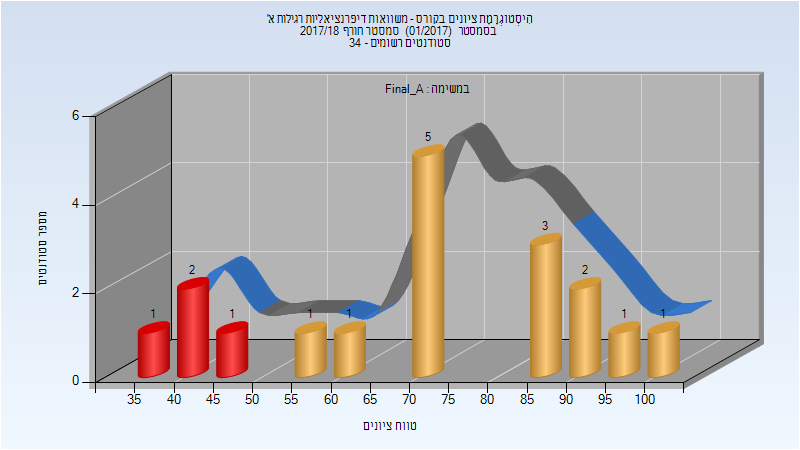 היסטוגרמת ציונים בקורס - משוואות דיפרנציאליות רגילות א'
בסמסטר (01/2017) סמסטר חורף 2017/18
סטודנטים רשומים - 34
במשימה : Final_A
מספר סטודנטים
6
4
2
0
1
2
1
1
1
5
3
2
1
1
35 40 45 50 55 60 65 70 75 80 85 90 95 100
טווח ציונים